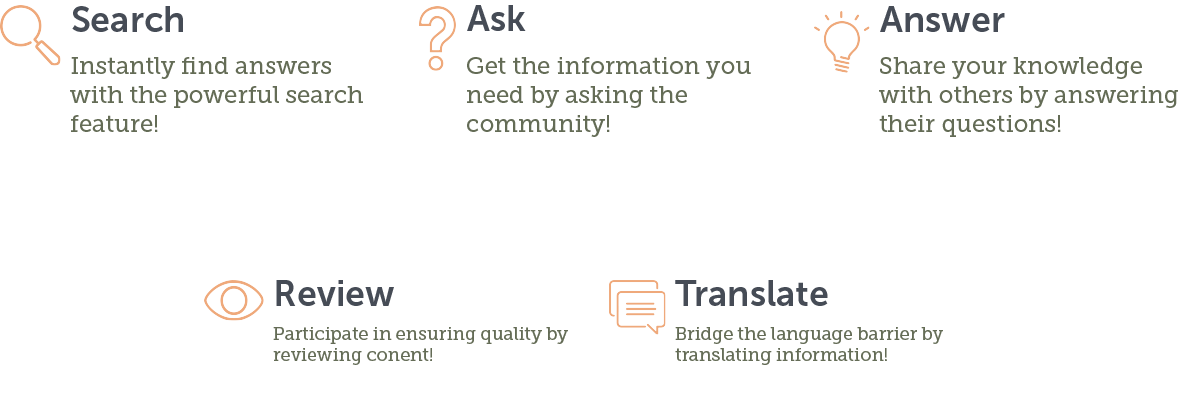 Search
Instantly find answers
with the powerful search
feature!
Ask
Get the information you
need by asking the
community!
Answer
Share your knowledge
with others by answering
their questions!
Review
Participate in ensuring quality by
reviewing conent!
Translate
Bridge the language barrier by
translating information!